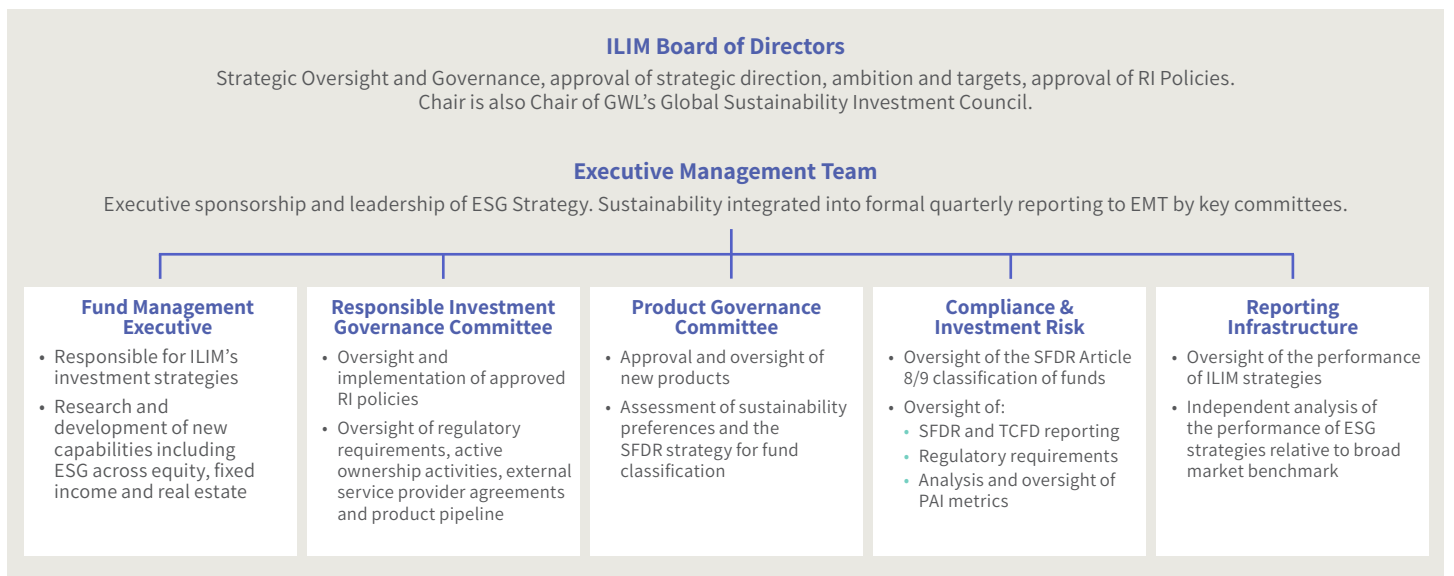 ILIM Board of Directors
Strategic Oversight and Governance, approval of strategic direction, ambition and targets, approval of RI Policies.
Chair is also Chair of GWL's Global Sustainability Investment Council.
Executive Management Team
Executive sponsorship and leadership of ESG Strategy. Sustainability integrated into formal quarterly reporting to EMT by key committees.
Fund Management
Executive
• Responsible for ILIM's
investment strategies
• Research and
development of new
capabilities including
ESG across equity, fixed
income and real estate
Responsible Investment
Governance Committee
• Oversight and
implementation of approved
RI policies
• Oversight of regulatory
requirements, active
ownership activities, external
service provider agreements
and product pipeline
Product Governance
Committee
• Approval and oversight of
new products
• Assessment of sustainability
preferences and the
SFDR strategy for fund
classification
Compliance &
Investment Risk
• Oversight of the SFDR Article
8/9 classification of funds
• Oversight of:
• SFDR and TCFD reporting
• Regulatory requirements
• Analysis and oversight of
PAI metrics
Reporting
Infrastructure
• Oversight of the performance
of ILIM strategies
• Independent analysis of
the performance of ESG
strategies relative to broad
market benchmark